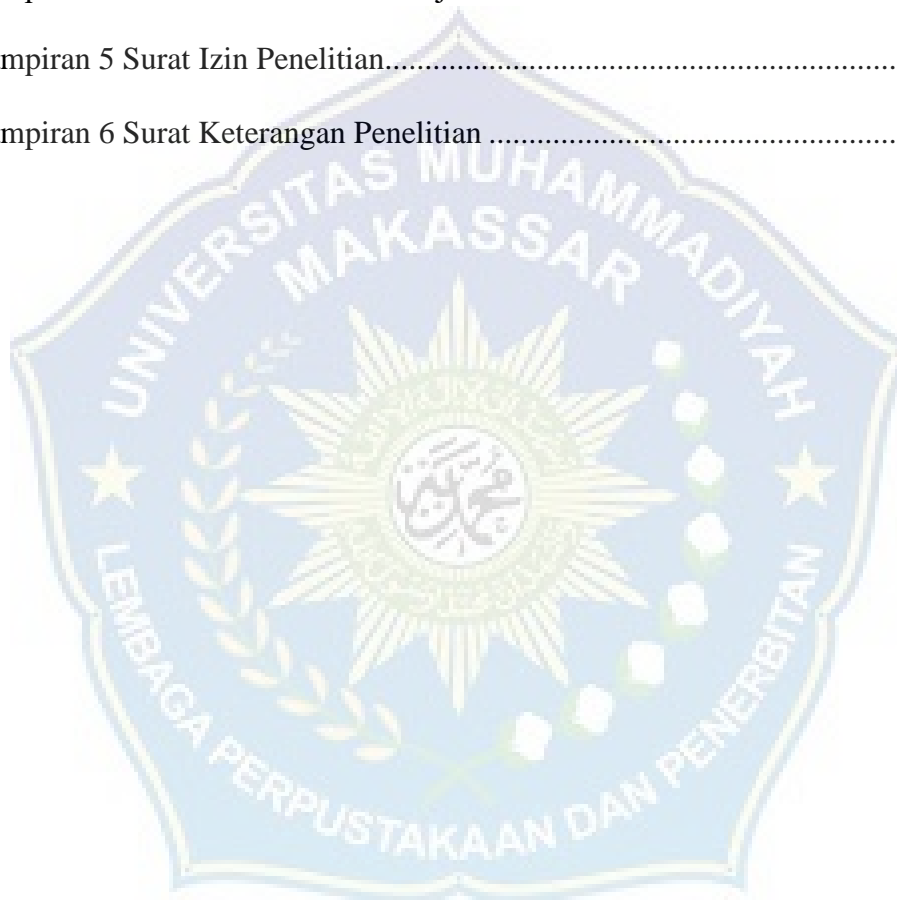 mpiran 5 Surat Izin Penelitian................................................................
mpiran 6 Surat Keterangan Penelitian ...................................................
UNIVERSITAS MUHAMMADIYAH
MAKASSAR
LEMBAGA PERPUSTAKAAN DAN PENERBITAN